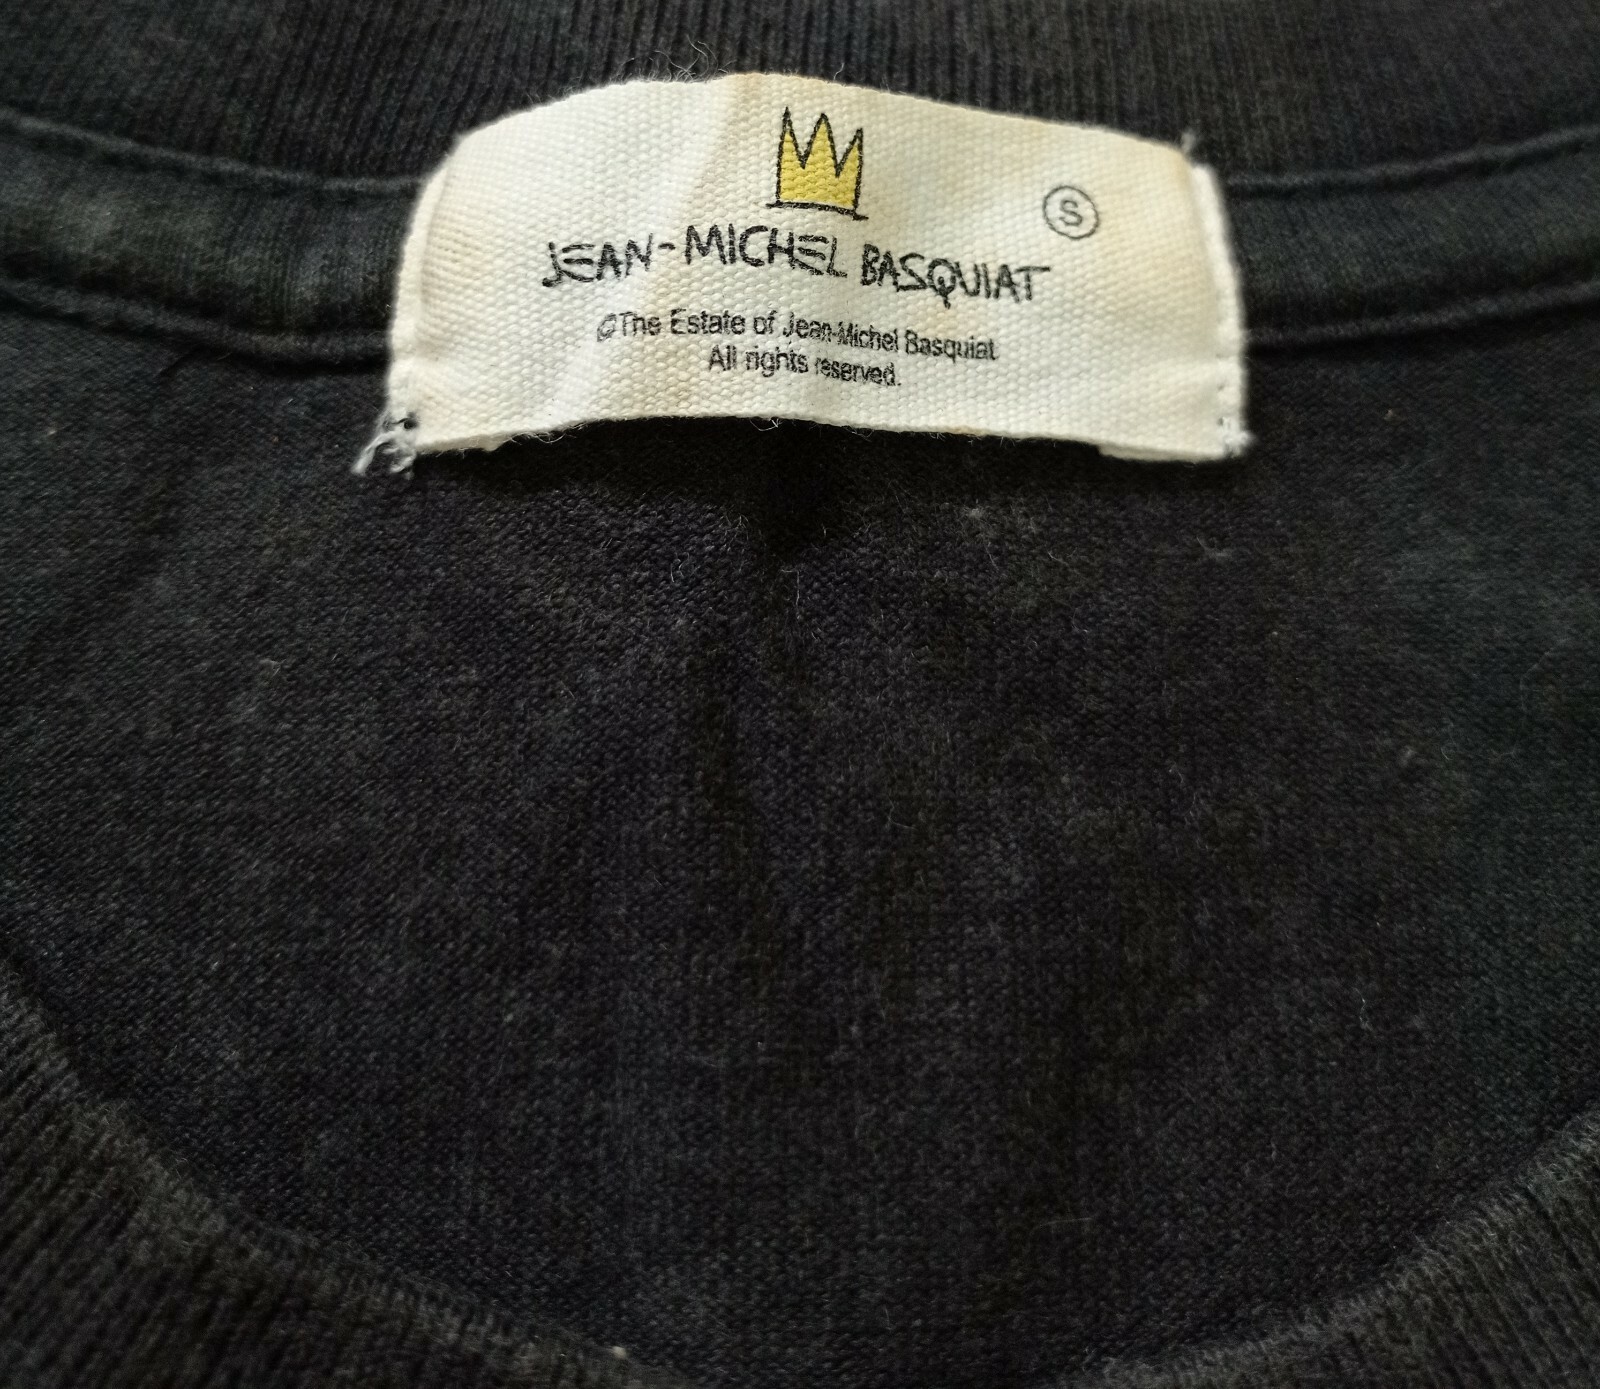 S
JEAN-MICHEL BASQUIAT
©The Estate of Jean-Michel Basquiat
All rights reserved.